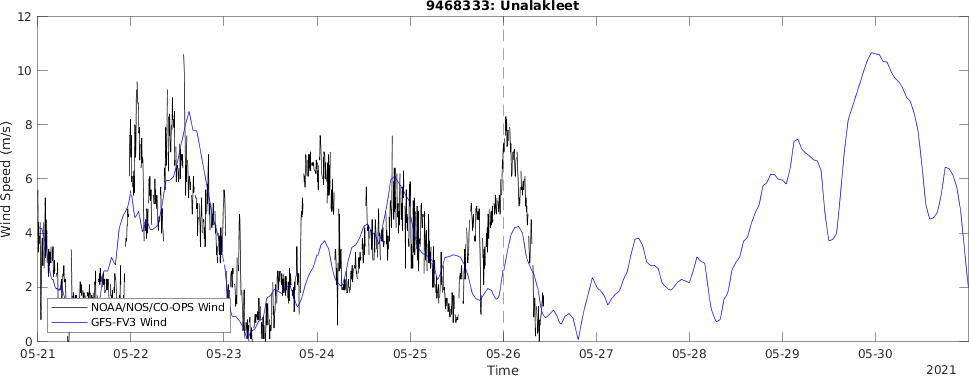 9468333: Unalakleet
12
10
8
6
4
2
0
Wind Speed (m/s)
NOAA/NOS/CO-OPS Wind
GFS-FV3 Wind
05-21 05-22 05-23 05-24 05-25 05-26 05-27 05-28 05-29 05-30
Time
2021